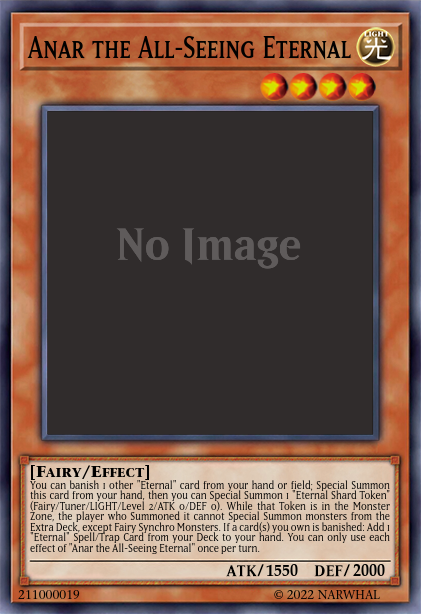 Anar the All-Seeing Eternal
LIGHT
光
No Image
[Fairy/Effect]
You can banish 1 other "Eternal" card from your hand or field; Special Summon
this card from your hand, then you can Special Summon 1 "Eternal Shard Token"
(Fairy/Tuner/LIGHT/Level 2/ATK 0/DEF 0). While that Token is in the Monster
Zone, the player who Summoned it cannot Special Summon monsters from the
Extra Deck, except Fairy Synchro Monsters. If a card(s) you own is banished: Add 1
"Eternal" Spell/Trap Card from your Deck to your hand. You can only use each
effect of "Anar the All-Seeing Eternal" once per turn.
ATK/1550 DEF/2000
211000019 © 2022 NARWHAL